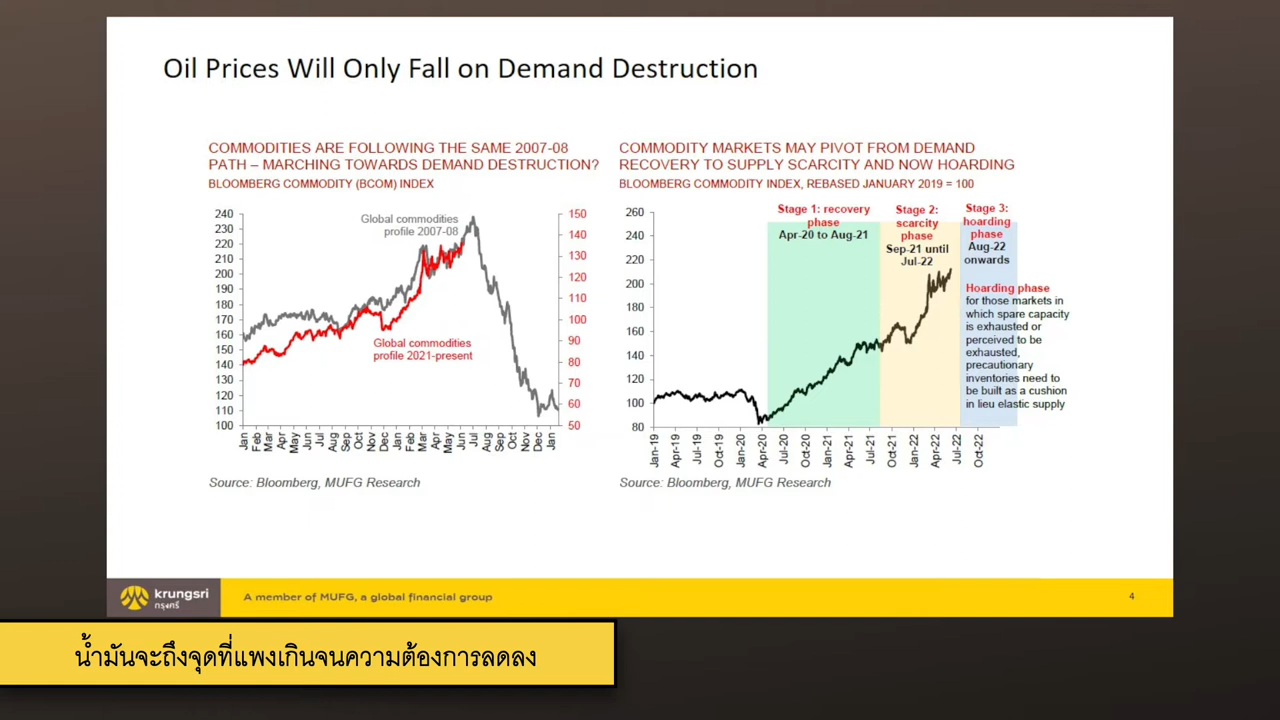 Oil Prices Will Only Fall on Demand Destruction
COMMODITIES ARE FOLLOWING THE SAME 2007-08
PATH – MARCHING TOWARDS DEMAND DESTRUCTION?
BLOOMBERG COMMODITY (BCOM) INDEX
240
230
220
210
200
190
180
170
160
150
140
130
120
110
100
150
140
130
120
110
100
90
80
70
60
50
Global commodities
profile 2007-08
Global commodities
profile 2021-present
Jan Feb Mar Apr May Jun Jul Aug Sep Oct Nov Dec Jan Feb Mar Apr May Jun Jul Aug Sep Oct Nov Dec Jan
Source: Bloomberg, MUFG Research
COMMODITY MARKETS MAY PIVOT FROM DEMAND
RECOVERY TO SUPPLY SCARCITY AND NOW HOARDING
BLOOMBERG COMMODITY INDEX, REBASED JANUARY 2019 = 100
260
240
220
200
180
160
140
120
100
80
Stage 1: recovery
phase
Apr-20 to Aug-21
Stage 2:
scarcity
phase
Sep-21 until
Jul-22
Stage 3:
hoarding
phase
Aug-22
onwards
Hoarding phase
for those markets in
which spare capacity
is exhausted or
perceived to be
exhausted,
precautionary
inventories need to
be built as a cushion
in lieu elastic supply
Jan-19 Apr-19 Jul-19 Oct-19 Jan-20 Apr-20 Jul-20 Oct-20 Jan-21 Apr-21 Jul-21 Oct-21 Jan-22 Apr-22 Jul-22 Oct-22
Source: Bloomberg, MUFG Research
krungsri
กรุงศรี
A member of MUFG, a global financial group
4
น้ำมันจะถึงจุดที่แพงเกินจนความต้องการลดลง